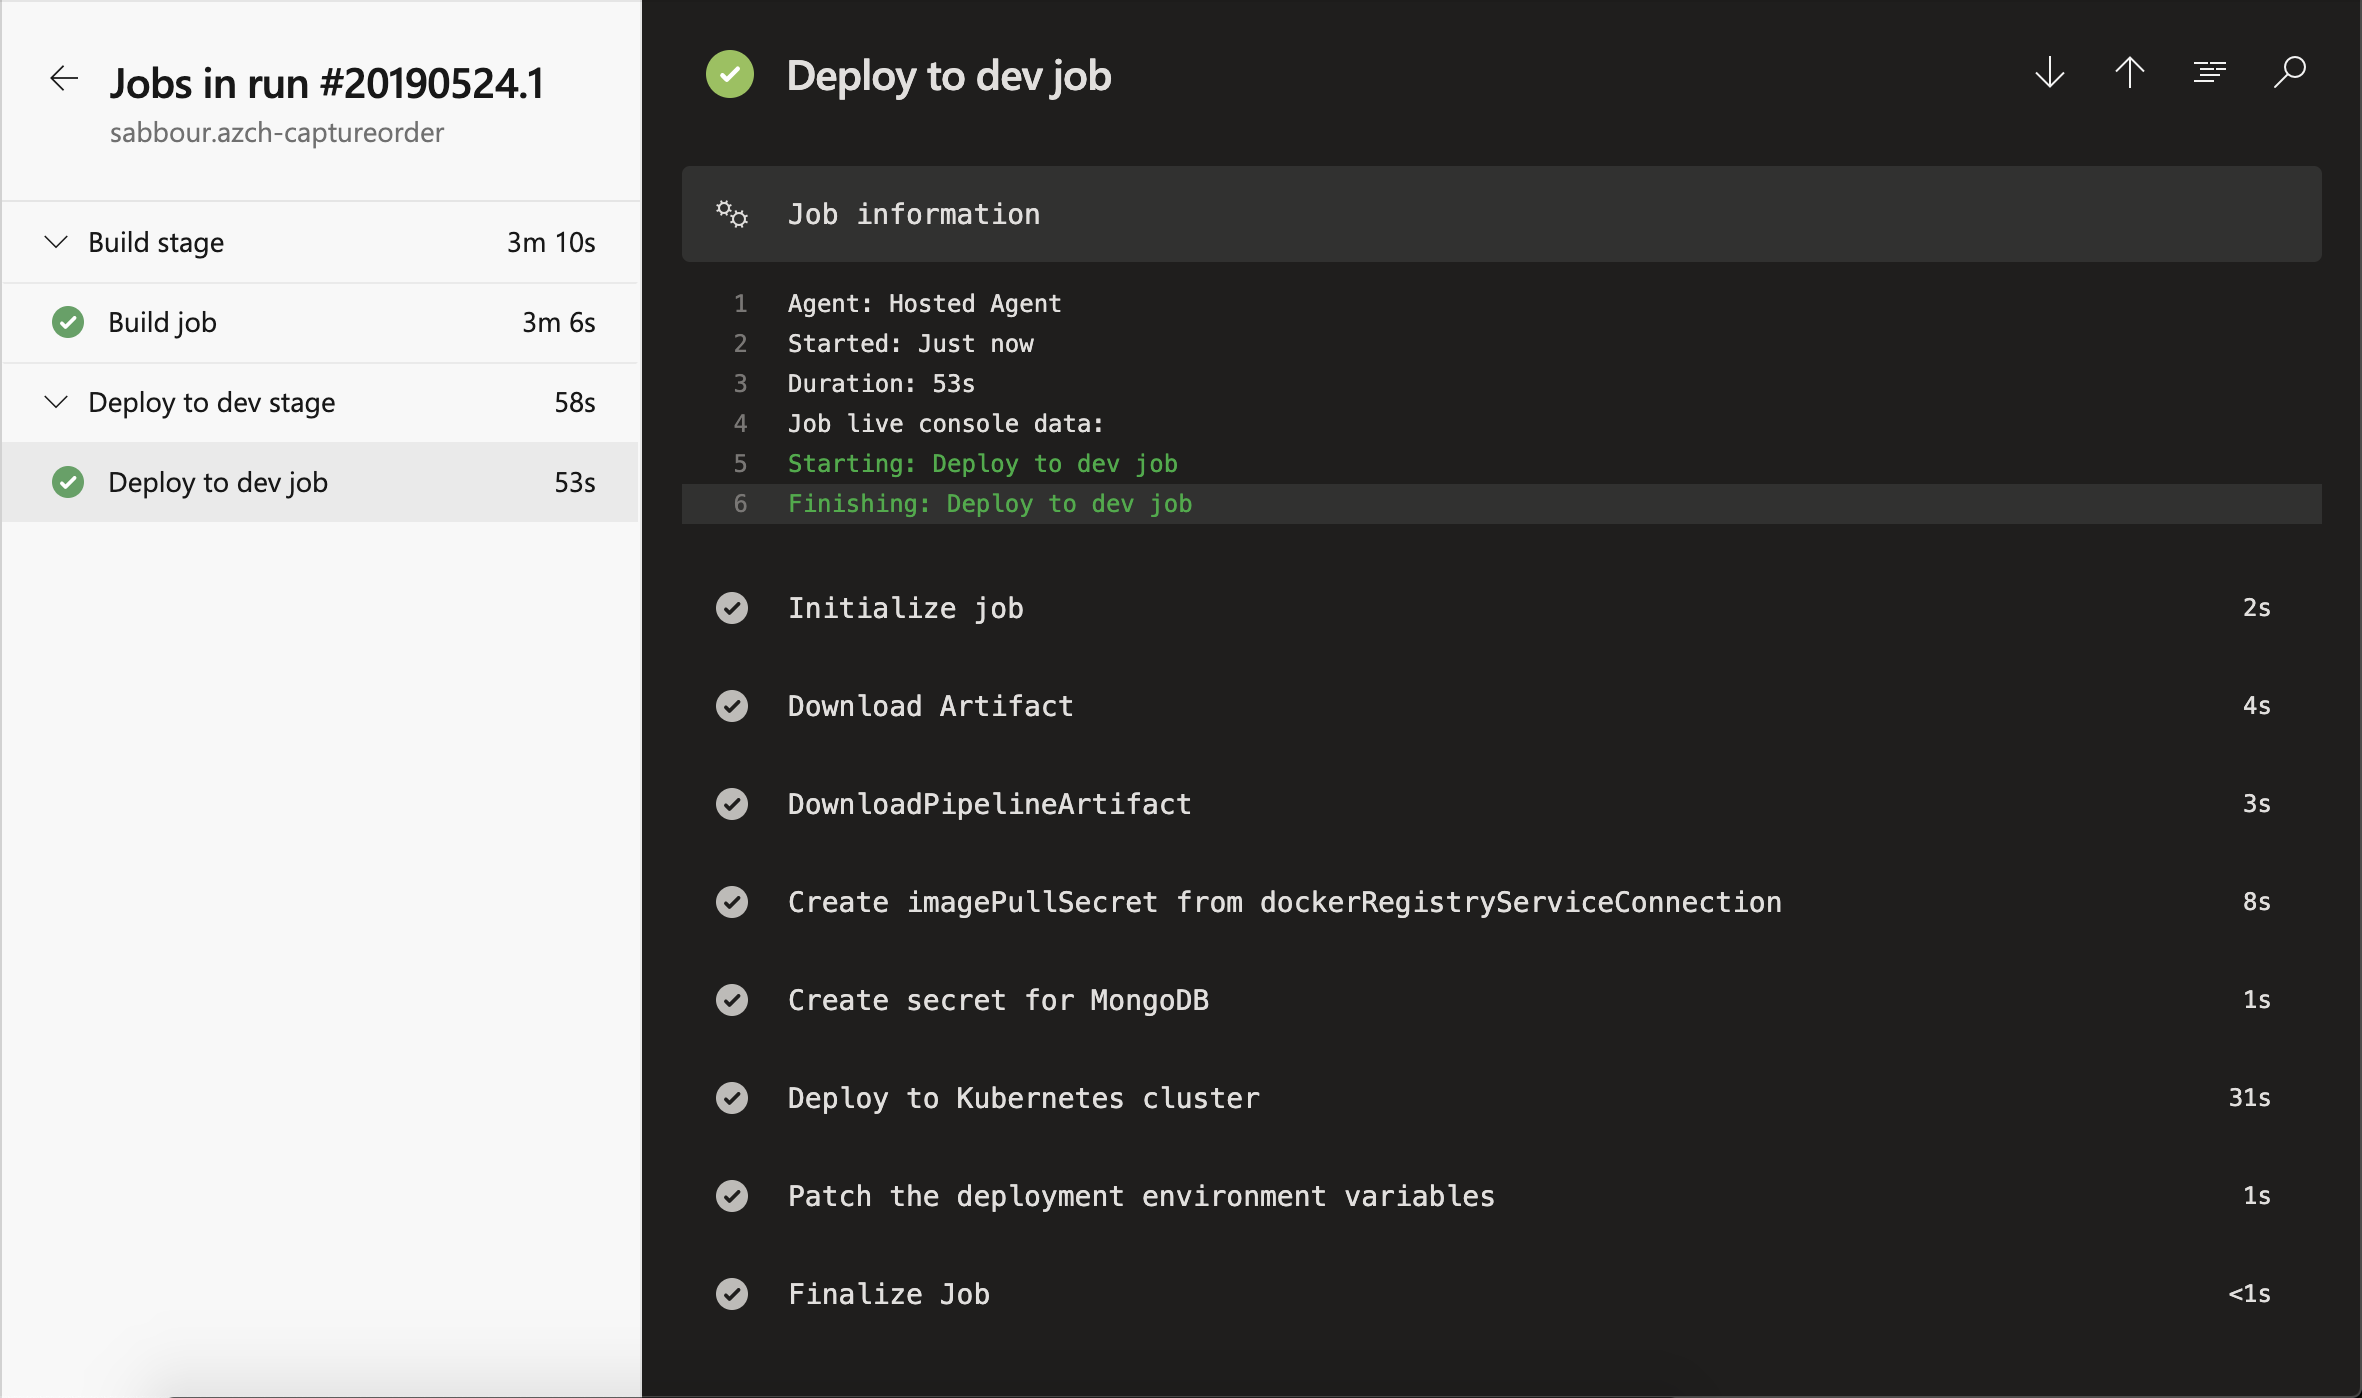 Jobs in run #20190524.1
sabbour.azch-captureorder
Build stage 3m 10s
Build job 3m 6s
Deploy to dev stage 58s
Deploy to dev job 53s
Deploy to dev job
Job information
1 Agent: Hosted Agent
2 Started: Just now
3 Duration: 53s
4 Job live console data:
5 Starting: Deploy to dev job
6 Finishing: Deploy to dev job
Initialize job 2s
Download Artifact 4s
DownloadPipelineArtifact 3s
Create imagePullSecret from dockerRegistryServiceConnection 8s
Create secret for MongoDB 1s
Deploy to Kubernetes cluster 31s
Patch the deployment environment variables 1s
Finalize Job <1s